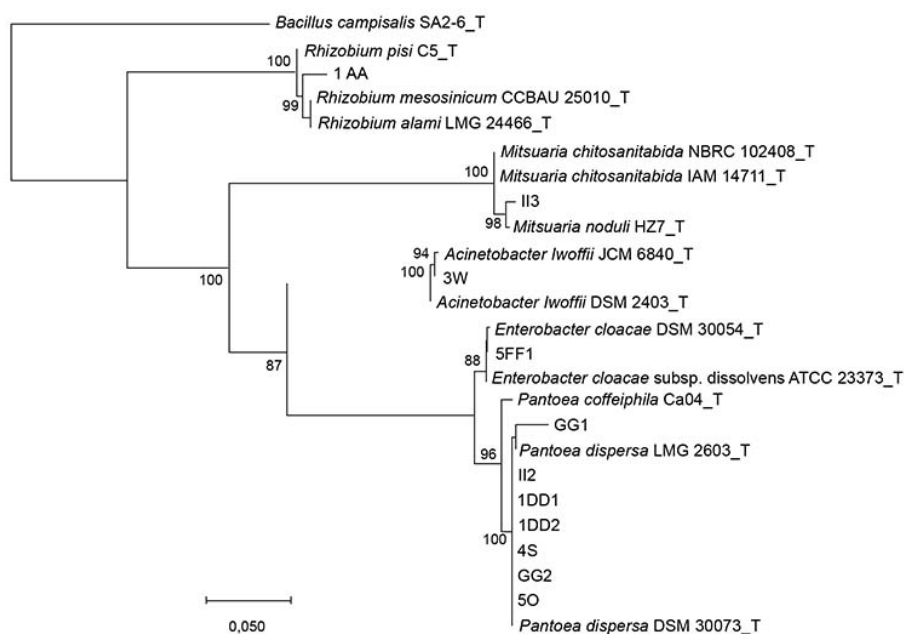 Bacillus campisalis SA2-6_T
Rhizobium pisi C5_T
100
1 AA
Rhizobium mesosinicum CCBAU 25010_T
99
Rhizobium alami LMG 24466_T
Mitsuaria chitosanitabida NBRC 102408_T
100
Mitsuaria chitosanitabida IAM 14711_T
II3
98
Mitsuaria noduli HZ7_T
94
Acinetobacter lwoffii JCM 6840_T
100
3W
100
Acinetobacter lwoffii DSM 2403_T
Enterobacter cloacae DSM 30054_T
5FF1
88
87
Enterobacter cloacae subsp. dissolvens ATCC 23373_T
Pantoea coffeiphila Ca04_T
GG1
96
Pantoea dispersa LMG 2603_T
II2
1DD1
1DD2
100
4S
GG2
5O
0,050
Pantoea dispersa DSM 30073_T